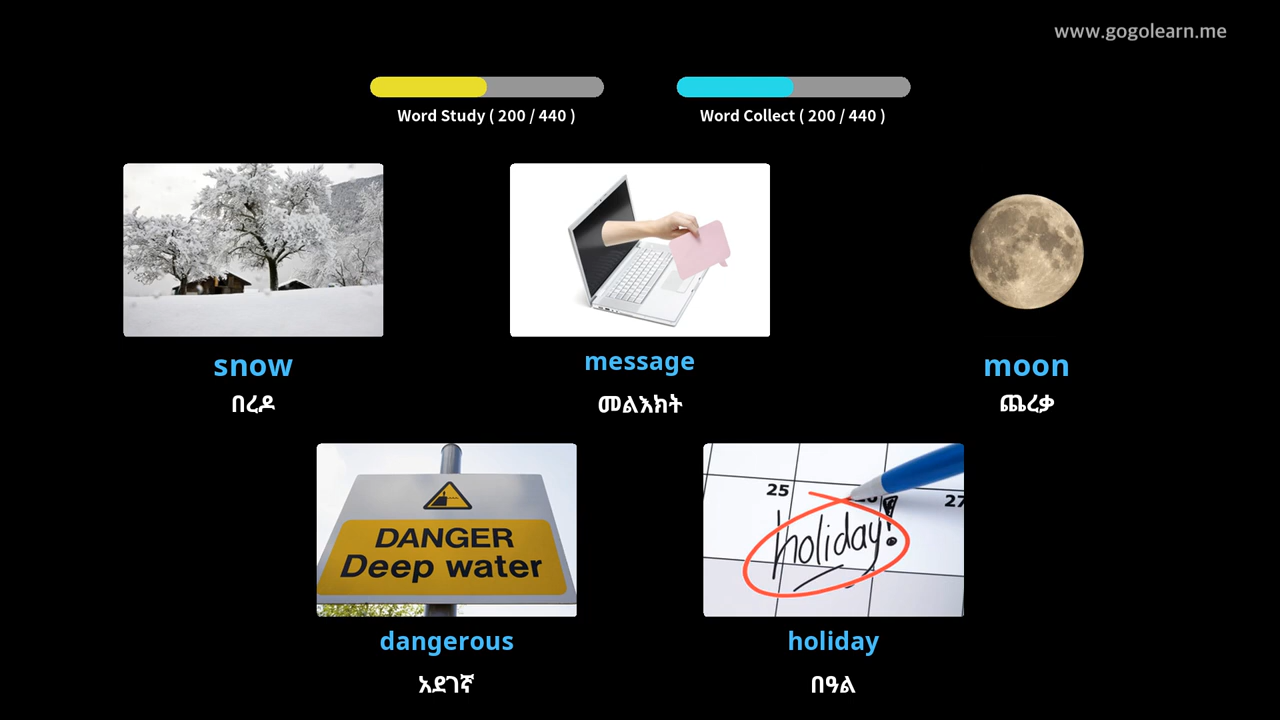 www.gogolearn.me
Word Study ( 200 / 440 )
Word Collect ( 200 / 440 )
snow
በረዶ
message
መልእክት
moon
ጨረቃ
DANGER
Deep water
dangerous
አደገኛ
25
27
holiday!
holiday
በዓል